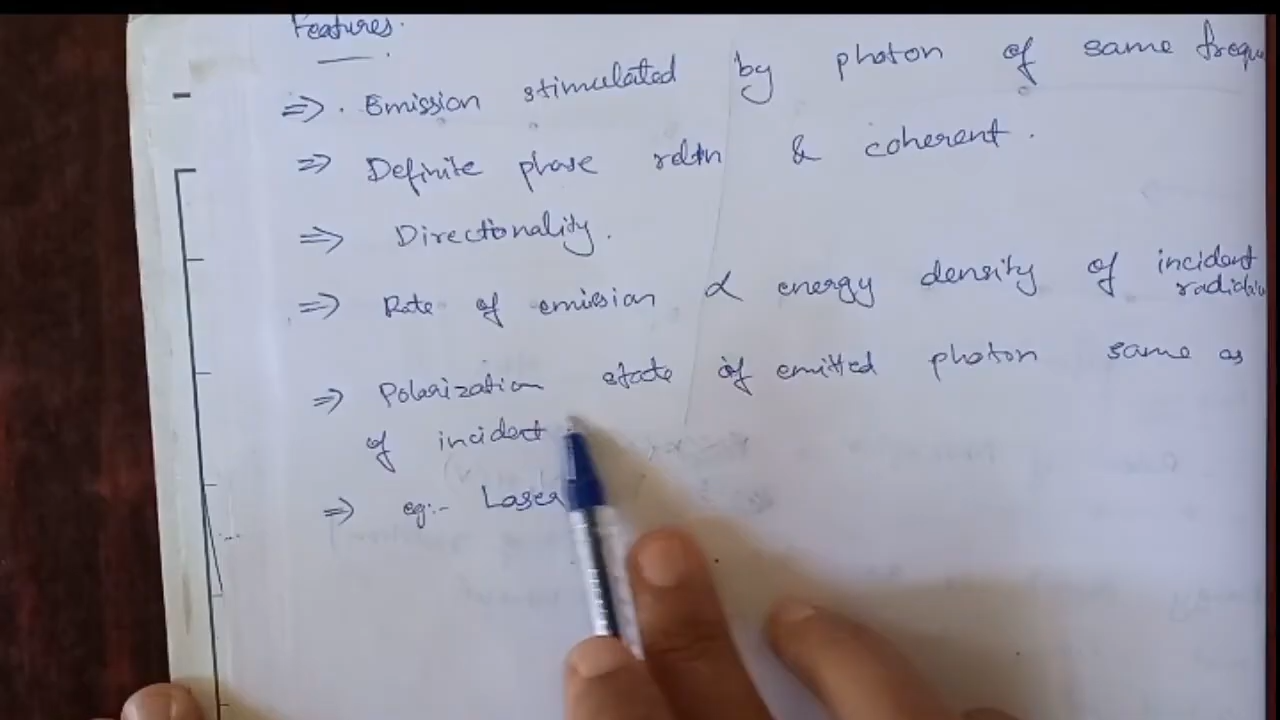 Features.
⇒ . Emission stimulated by photon of same frequ
⇒ Definite phase rdtn & coherent.
⇒ Directionality.
⇒ Rate of emission ∝ energy density of incident
radiatio
⇒ Polarization state of emitted photon same as
of incident
⇒ eg:- Laser